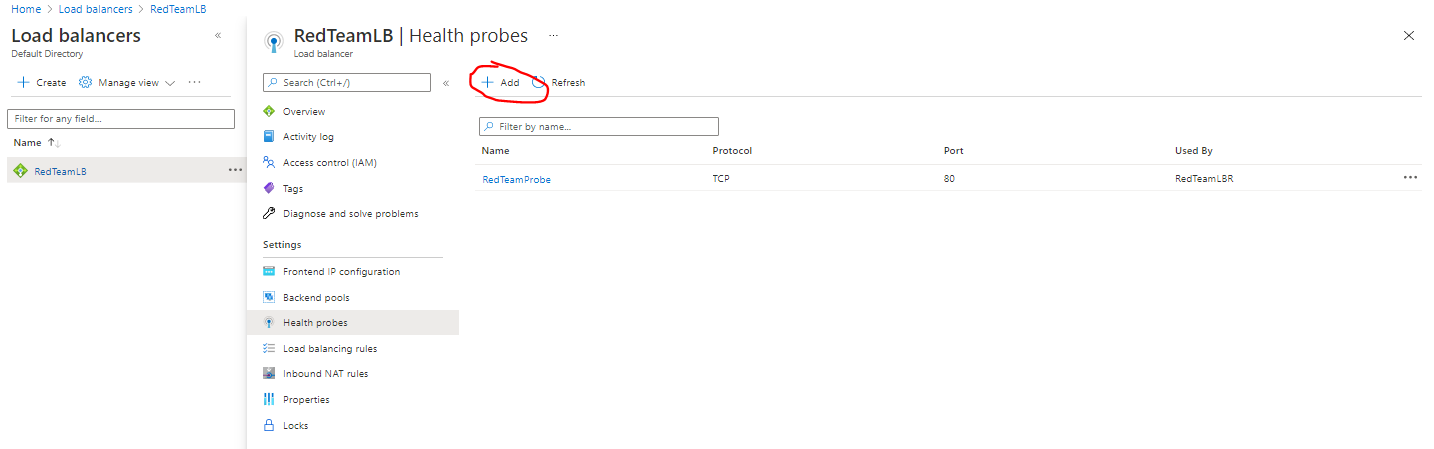 Home > Load balancers > RedTeamLB
Load balancers
Default Directory
+ Create Manage view ···
Filter for any field...
Name ↑↓
RedTeamLB ···
RedTeamLB | Health probes ···
Load balancer
Search (Ctrl+/)
Overview
Activity log
Access control (IAM)
Tags
Diagnose and solve problems
Settings
Frontend IP configuration
Backend pools
Health probes
Load balancing rules
Inbound NAT rules
Properties
Locks
+ Add Refresh
Filter by name...
Name Protocol Port Used By
RedTeamProbe TCP 80 RedTeamLBR ···